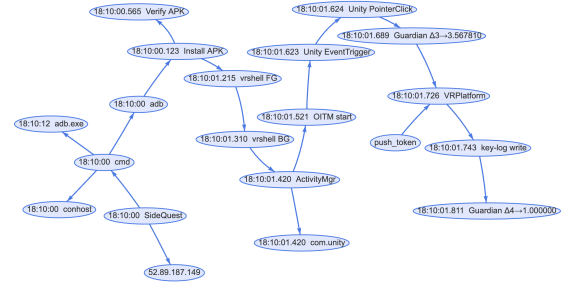 18:10:01.624 Unity PointerClick
18:10:00.565 Verify APK
18:10:01.689 Guardian Δ3→3.567810
18:10:00.123 Install APK
18:10:01.623 Unity EventTrigger
18:10:01.215 vrshell FG
18:10:01.726 VRPlatform
18:10:00 adb
18:10:01.521 OITM start
18:10:12 adb.exe
18:10:01.310 vrshell BG
push_token
18:10:01.743 key-log write
18:10:00 cmd
18:10:01.420 ActivityMgr
18:10:00 conhost
18:10:00 SideQuest
18:10:01.811 Guardian Δ4→1.000000
18:10:01.420 com.unity
52.89.187.149